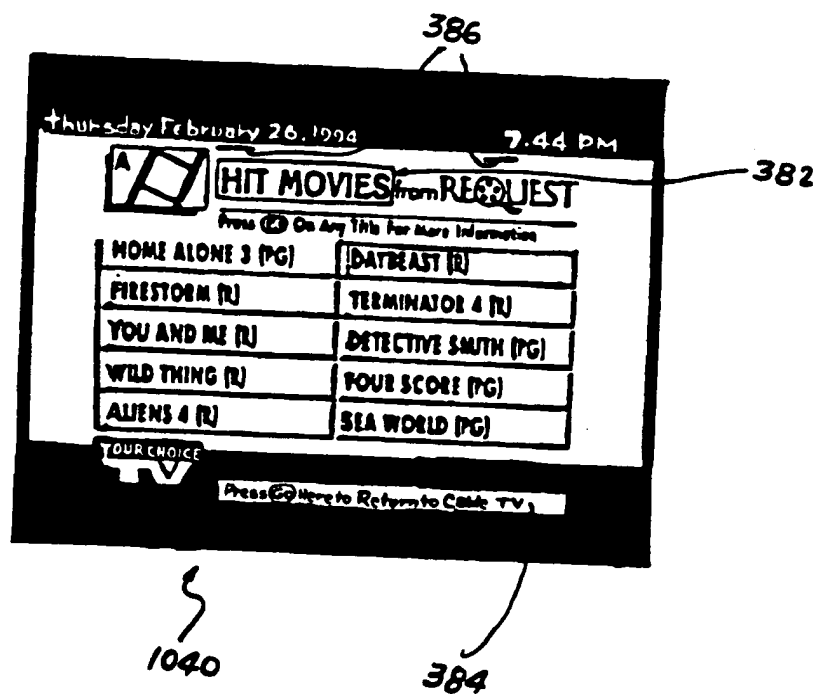 386
Thursday February 26, 1994 7.44 PM
A HIT MOVIES from REQUEST
382
Press Go On Any Title For More Information
HOME ALONE 3 (PG) DAYBEAST (R)
FIRESTORM (R) TERMINATOR 4 (R)
YOU AND ME (R) DETECTIVE SMITH (PG)
WILD THING (R) FOUR SCORE (PG)
ALIENS 4 (R) SEA WORLD (PG)
YOUR CHOICE
TV
Press Go Here to Return to Cable TV
1040
384